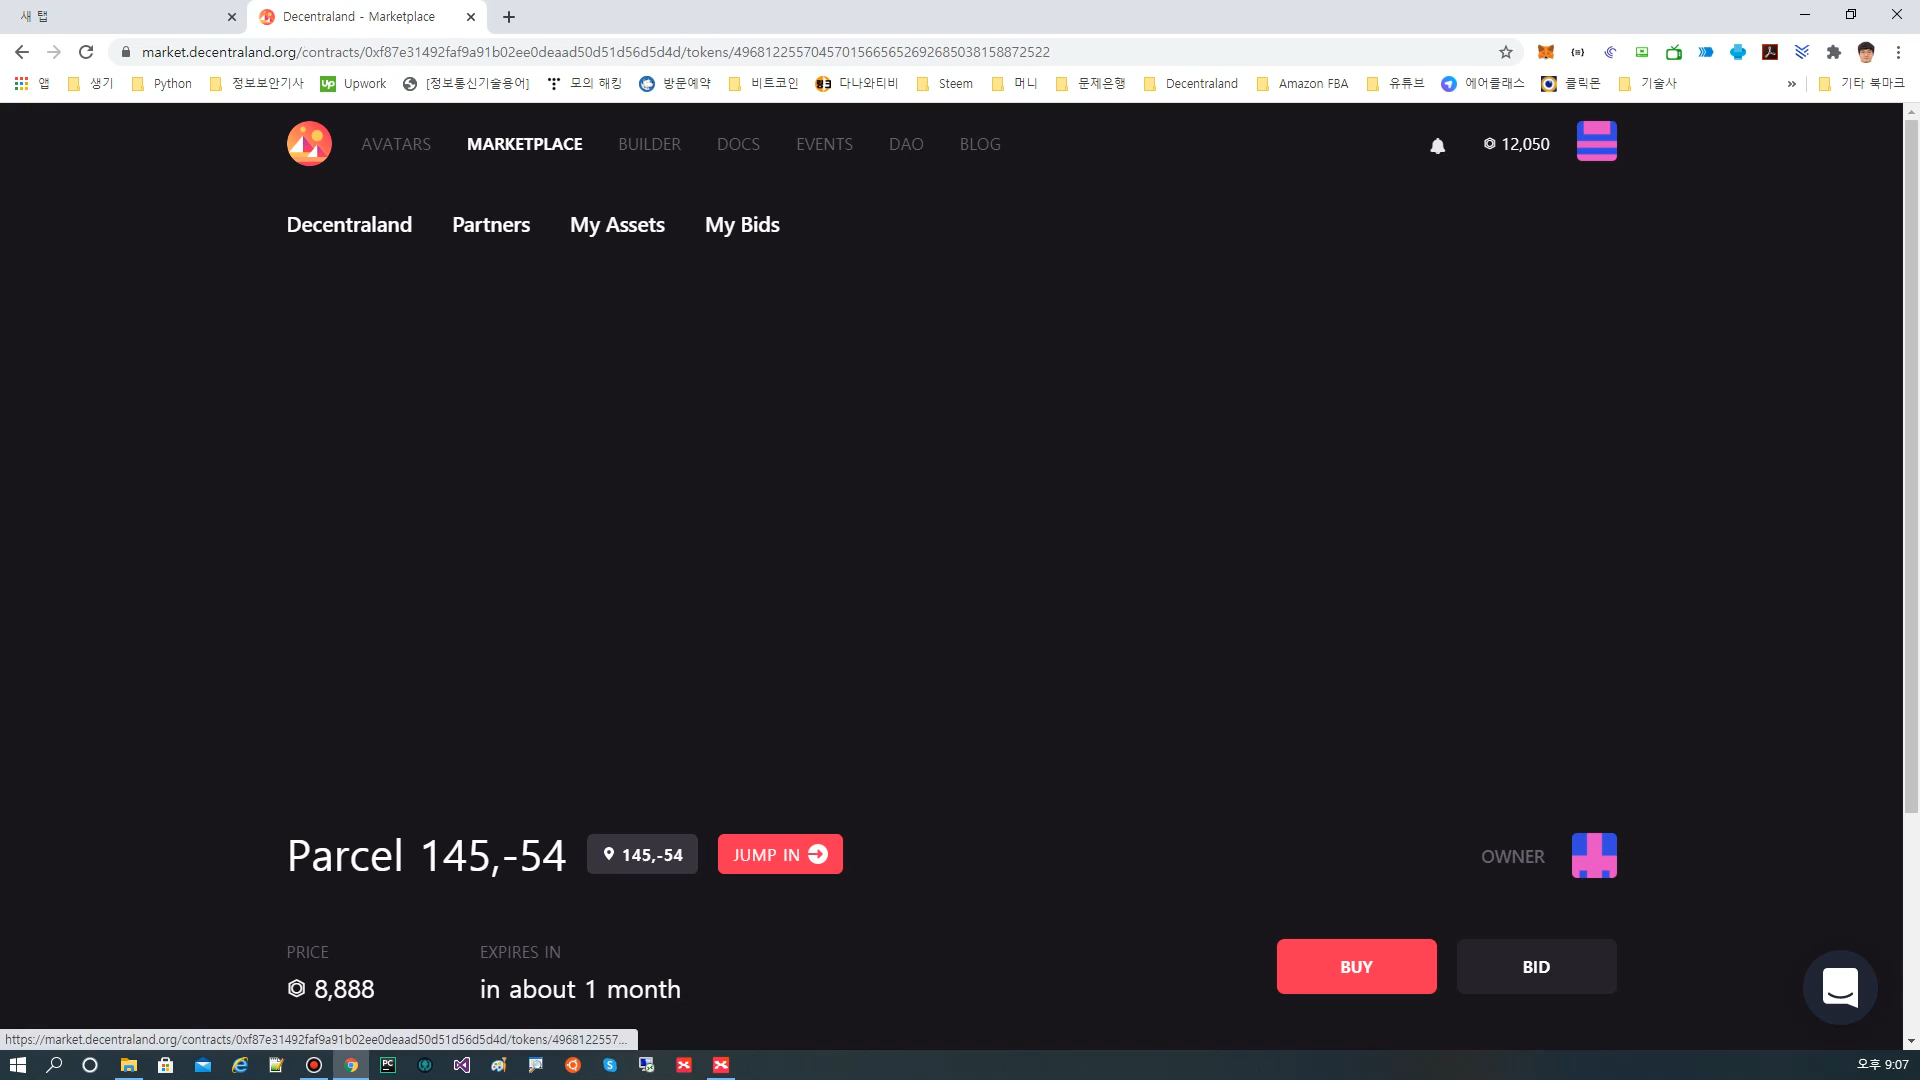 새 탭
Decentraland - Marketplace
market.decentraland.org/contracts/0xf87e31492faf9a91b02ee0deaad50d51d56d5d4d/tokens/49681225570457015665652692685038158872522
앱 생기 Python 정보보안기사 Up Upwork [정보통신기술용어] 모의 해킹 방문예약 비트코인 다나와티비 Steem 머니 문제은행 Decentraland Amazon FBA 유튜브 에어클래스 클릭몬 기술사 » 기타 북마크
AVATARS MARKETPLACE BUILDER DOCS EVENTS DAO BLOG 12,050
Decentraland Partners My Assets My Bids
Parcel 145,-54 145,-54 JUMP IN OWNER
PRICE EXPIRES IN
8,888 in about 1 month BUY BID
https://market.decentraland.org/contracts/0xf87e31492faf9a91b02ee0deaad50d51d56d5d4d/tokens/4968122557...
오후 9:07